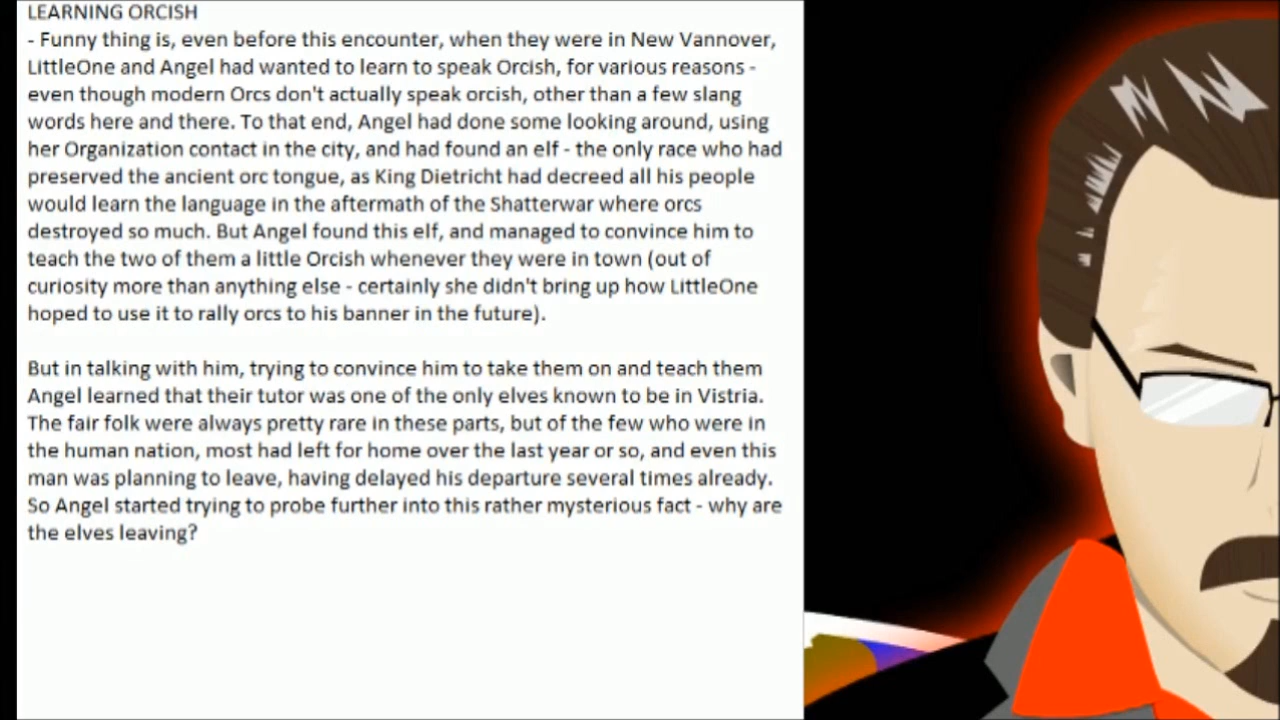 LEARNING ORCISH
- Funny thing is, even before this encounter, when they were in New Vannover,
LittleOne and Angel had wanted to learn to speak Orcish, for various reasons -
even though modern Orcs don't actually speak orcish, other than a few slang
words here and there. To that end, Angel had done some looking around, using
her Organization contact in the city, and had found an elf - the only race who had
preserved the ancient orc tongue, as King Dietricht had decreed all his people
would learn the language in the aftermath of the Shatterwar where orcs
destroyed so much. But Angel found this elf, and managed to convince him to
teach the two of them a little Orcish whenever they were in town (out of
curiosity more than anything else - certainly she didn't bring up how LittleOne
hoped to use it to rally orcs to his banner in the future).
But in talking with him, trying to convince him to take them on and teach them
Angel learned that their tutor was one of the only elves known to be in Vistria.
The fair folk were always pretty rare in these parts, but of the few who were in
the human nation, most had left for home over the last year or so, and even this
man was planning to leave, having delayed his departure several times already.
So Angel started trying to probe further into this rather mysterious fact - why are
the elves leaving?